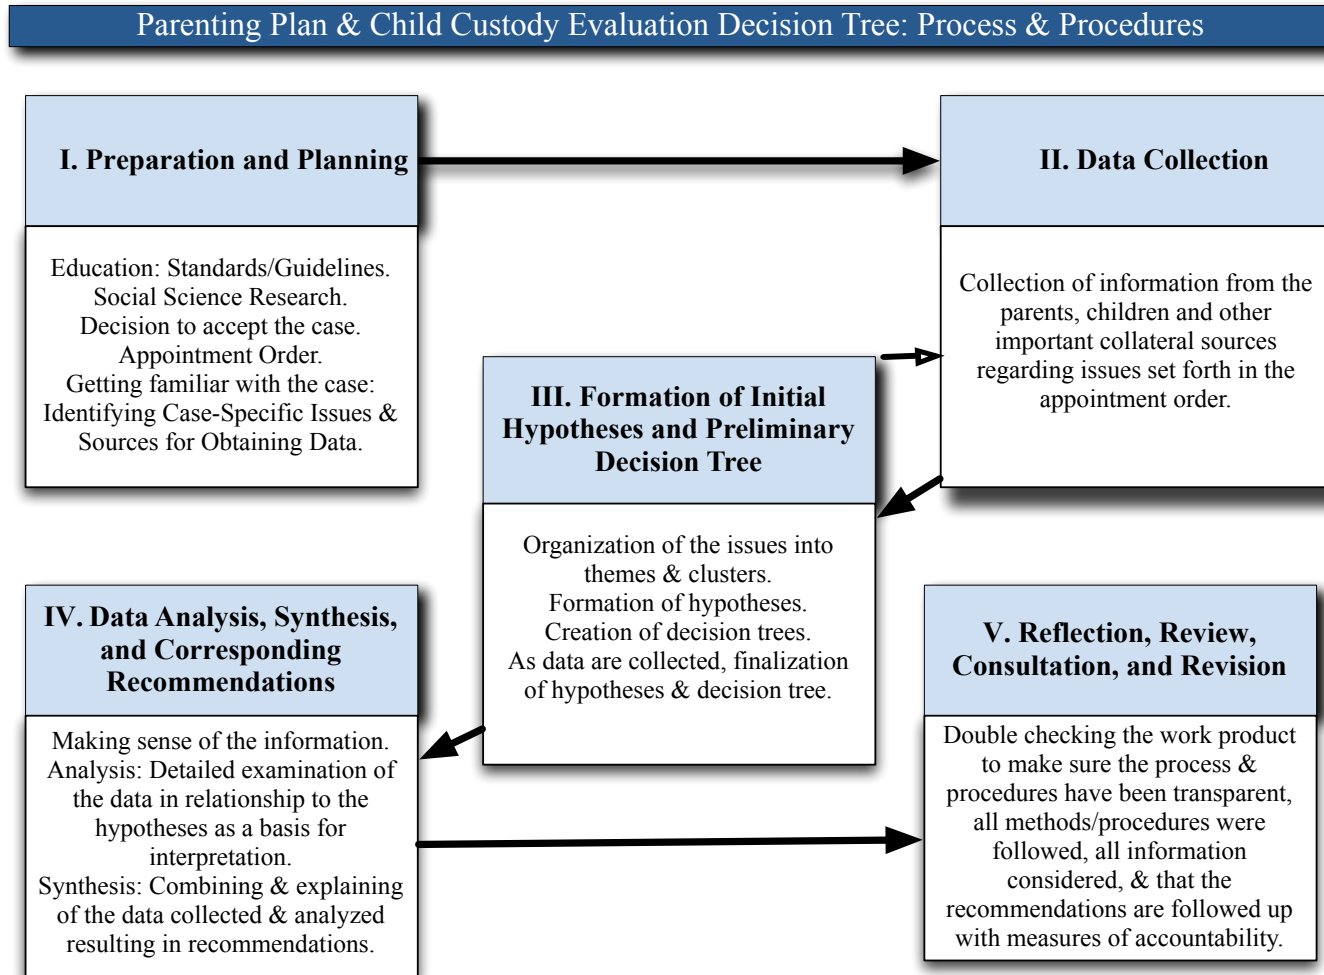 Parenting Plan & Child Custody Evaluation Decision Tree: Process & Procedures
I. Preparation and Planning
Education: Standards/Guidelines.
Social Science Research.
Decision to accept the case.
Appointment Order.
Getting familiar with the case:
Identifying Case-Specific Issues &
Sources for Obtaining Data.
II. Data Collection
Collection of information from the
parents, children and other
important collateral sources
regarding issues set forth in the
appointment order.
III. Formation of Initial
Hypotheses and Preliminary
Decision Tree
Organization of the issues into
themes & clusters.
Formation of hypotheses.
Creation of decision trees.
As data are collected, finalization
of hypotheses & decision tree.
IV. Data Analysis, Synthesis,
and Corresponding
Recommendations
Making sense of the information.
Analysis: Detailed examination of
the data in relationship to the
hypotheses as a basis for
interpretation.
Synthesis: Combining & explaining
of the data collected & analyzed
resulting in recommendations.
V. Reflection, Review,
Consultation, and Revision
Double checking the work product
to make sure the process &
procedures have been transparent,
all methods/procedures were
followed, all information
considered, & that the
recommendations are followed up
with measures of accountability.